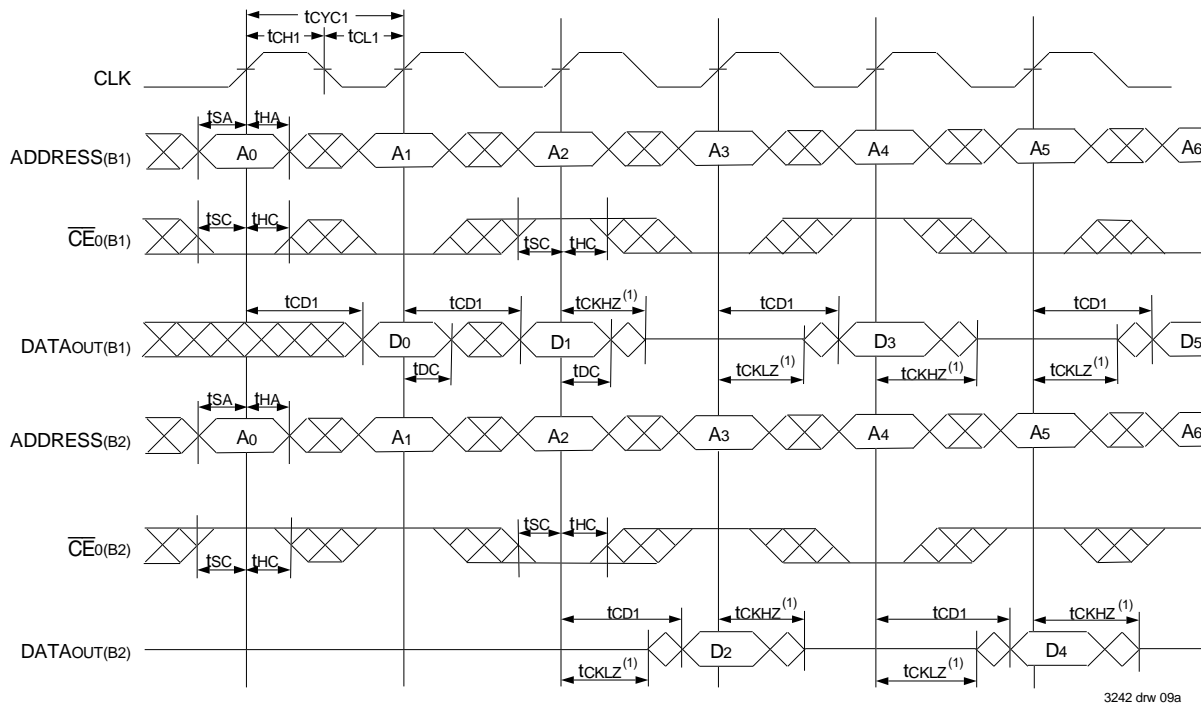 tCYC1
tCH1 tCL1
CLK
tSA tHA
ADDRESS(B1) A0 A1 A2 A3 A4 A5 A6
tSC tHC
CE0(B1)
tSC tHC
tCD1 tCD1 tCKHZ(1) tCD1 tCD1
DATAOUT(B1) D0 D1 D3 D5
tDC tDC tCKLZ(1) tCKHZ(1) tCKLZ(1)
tSA tHA
ADDRESS(B2) A0 A1 A2 A3 A4 A5 A6
tSC tHC
CE0(B2)
tSC tHC
tCD1 tCKHZ(1) tCD1 tCKHZ(1)
DATAOUT(B2) D2 D4
tCKLZ(1) tCKLZ(1)
3242 drw 09a